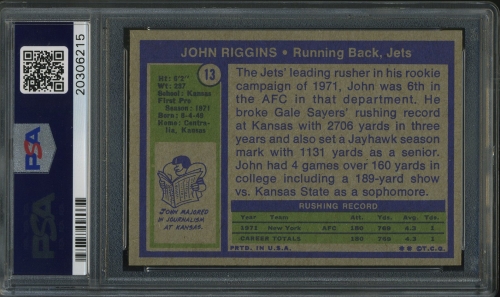 20306215
PSA
PSA
13
JOHN RIGGINS • Running Back, Jets
Ht: 6'2"
Wt: 237
School: Kansas
First Pro
Season: 1971
Born: 8-4-49
Home: Centra-
lia, Kansas
JOHN MAJORED
IN JOURNALISM
AT KANSAS.
The Jets' leading rusher in his rookie
campaign of 1971, John was 6th in
the AFC in that department. He
broke Gale Sayers' rushing record
at Kansas with 2706 yards in three
years and also set a Jayhawk season
mark with 1131 yards as a senior.
John had 4 games over 160 yards in
college including a 189-yard show
vs. Kansas State as a sophomore.
RUSHING RECORD
Year Team Att. Yds. Avg. Tds.
1971 New York AFC 180 769 4.3 1
CAREER TOTALS 180 769 4.3 1
PRTD. IN U.S.A. ©T.C.G.